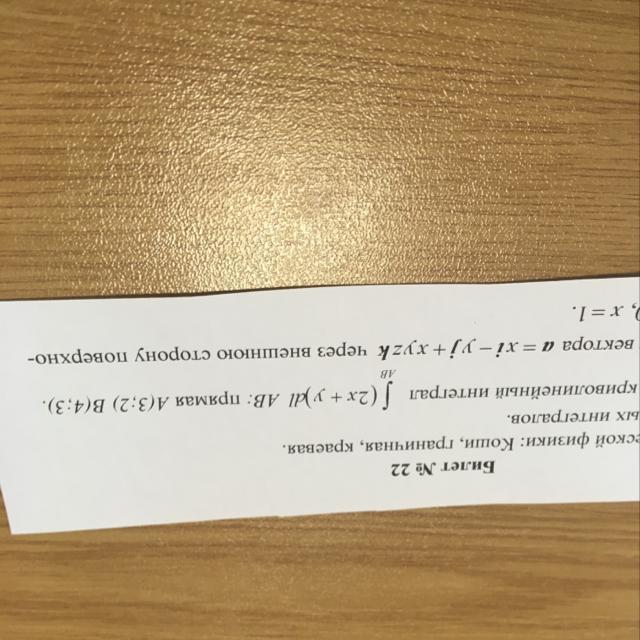 Билет № 22
еской физики: Коши, граничная, краевая.
ых интегралов.
криволинейный интеграл ∫(2x + y)dl AB: прямая A(3;2) B(4;3).
AB
вектора a = xi − yj + xyzk через внешнюю сторону поверхно-
, x = 1.